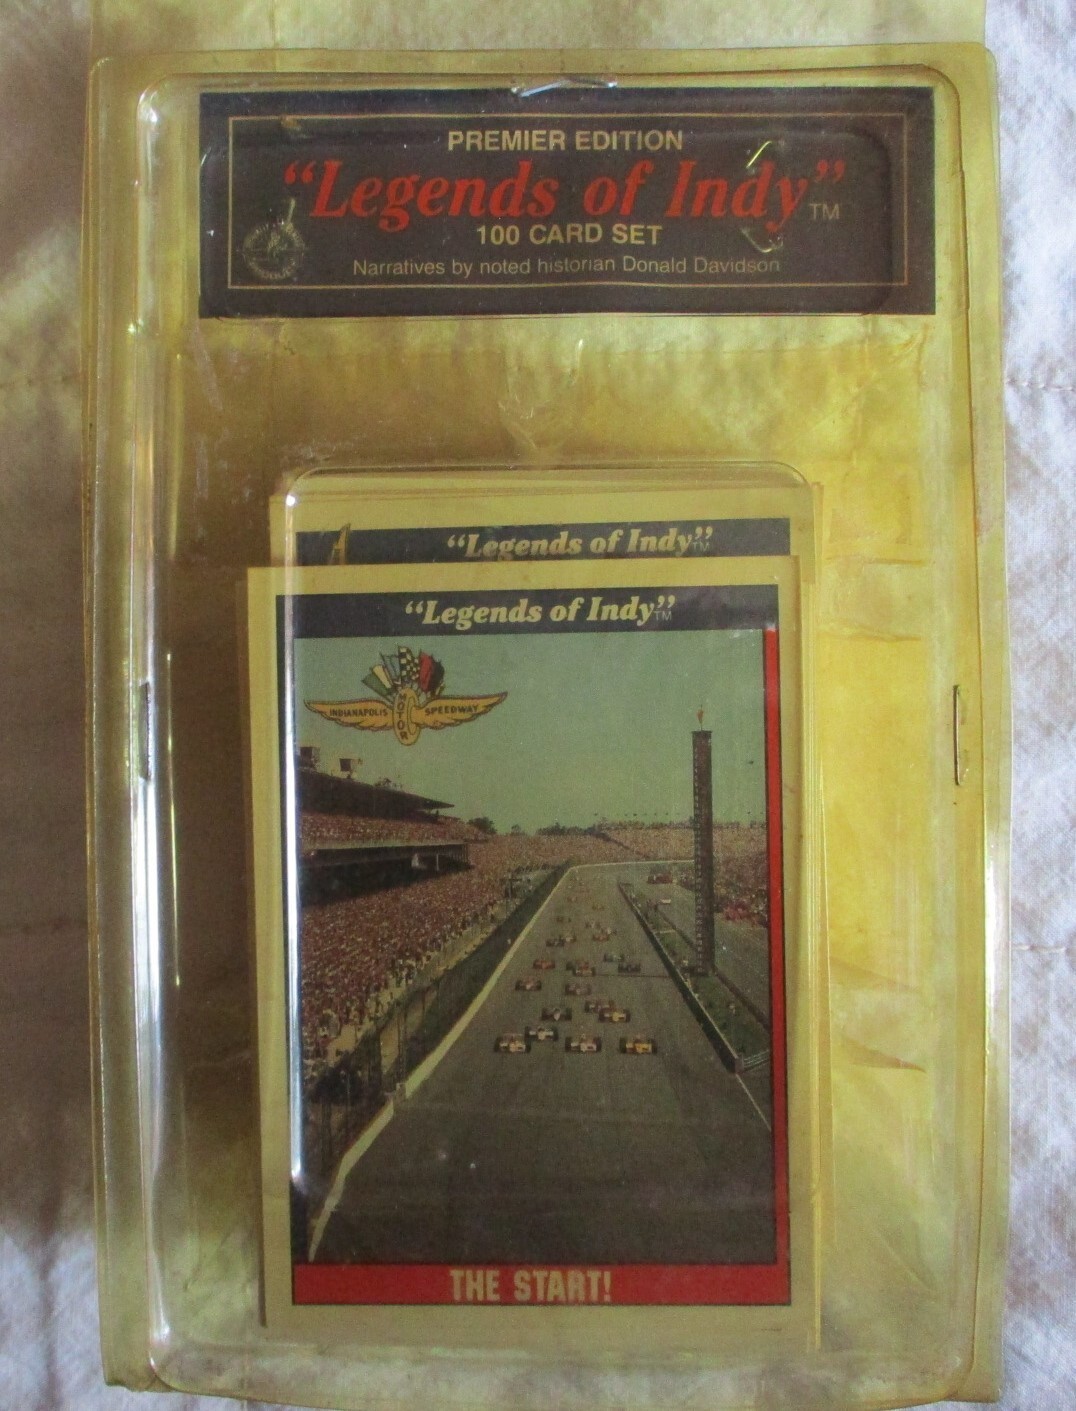 PREMIER EDITION
“Legends of Indy”™
100 CARD SET
Narratives by noted historian Donald Davidson
“Legends of Indy”™
“Legends of Indy”™
INDIANAPOLIS MOTOR SPEEDWAY
THE START!